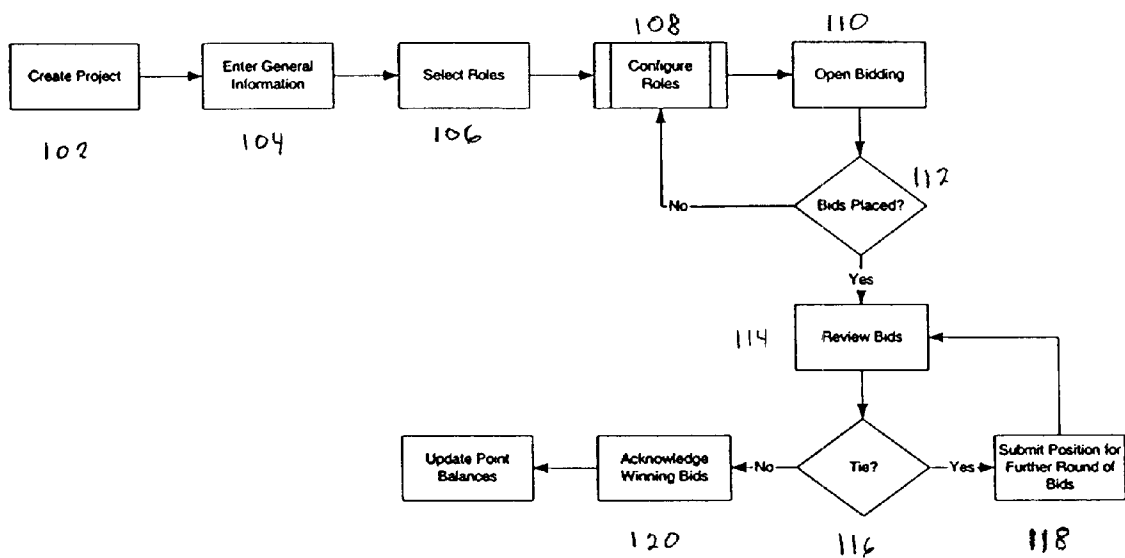 108
110
Create Project
Enter General
Information
Select Roles
Configure
Roles
Open Bidding
102
104
106
112
Bids Placed?
No
Yes
114
Review Bids
Update Point
Balances
Acknowledge
Winning Bids
No
Tie?
Yes
Submit Position for
Further Round of
Bids
120
116
118